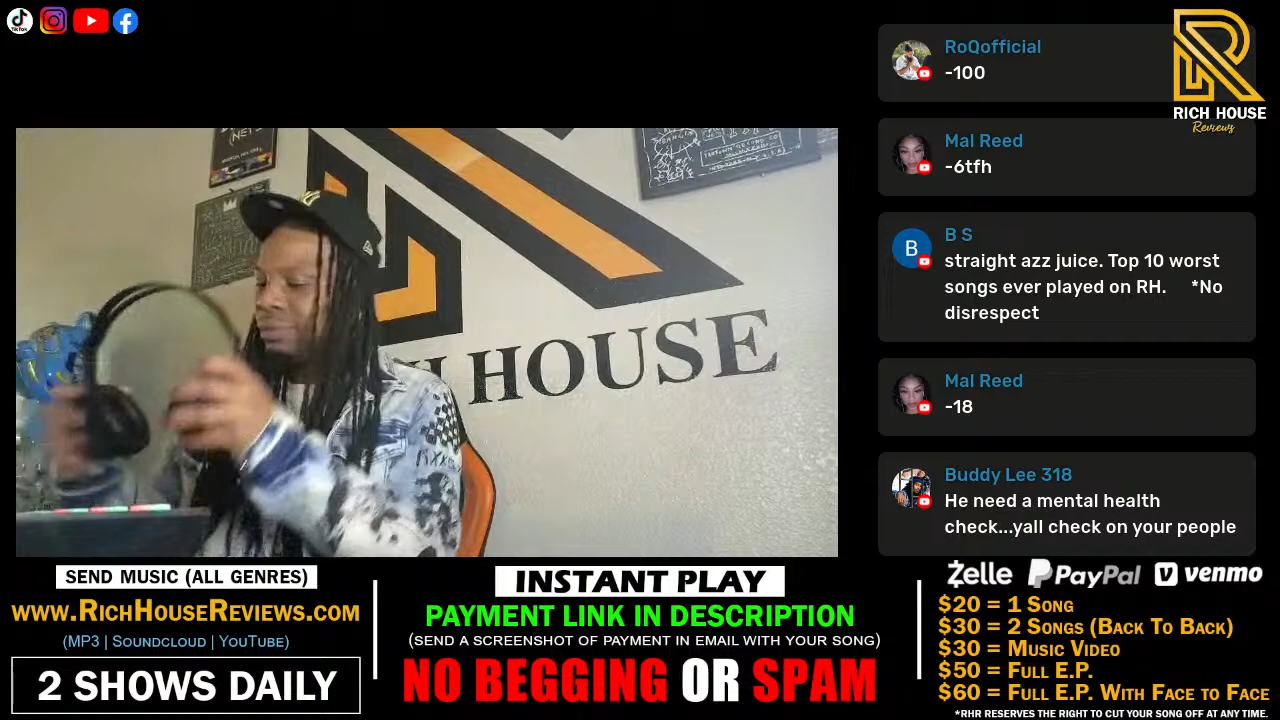 RoQofficial
-100
RICH HOUSE
Reviews
Mal Reed
-6tfh
B
B S
straight azz juice. Top 10 worst
songs ever played on RH. *No
disrespect
Mal Reed
-18
Buddy Lee 318
He need a mental health
check...yall check on your people
HOUSE
SEND MUSIC (ALL GENRES)
www.RichHouseReviews.com
(MP3 | Soundcloud | YouTube)
2 SHOWS DAILY
INSTANT PLAY
PAYMENT LINK IN DESCRIPTION
(SEND A SCREENSHOT OF PAYMENT IN EMAIL WITH YOUR SONG)
NO BEGGING OR SPAM
Zelle PayPal venmo
$20 = 1 Song
$30 = 2 Songs (Back To Back)
$30 = Music Video
$50 = Full E.P.
$60 = Full E.P. With Face to Face
*RHR RESERVES THE RIGHT TO CUT YOUR SONG OFF AT ANY TIME.